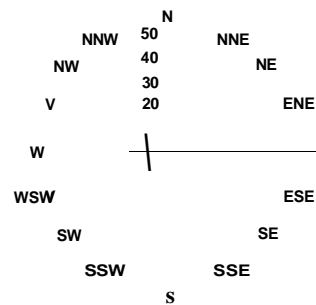 N
NNW 50 NNE
NW 40 NE
30
V 20 ENE
W
WSW ESE
SW SE
SSW SSE
S